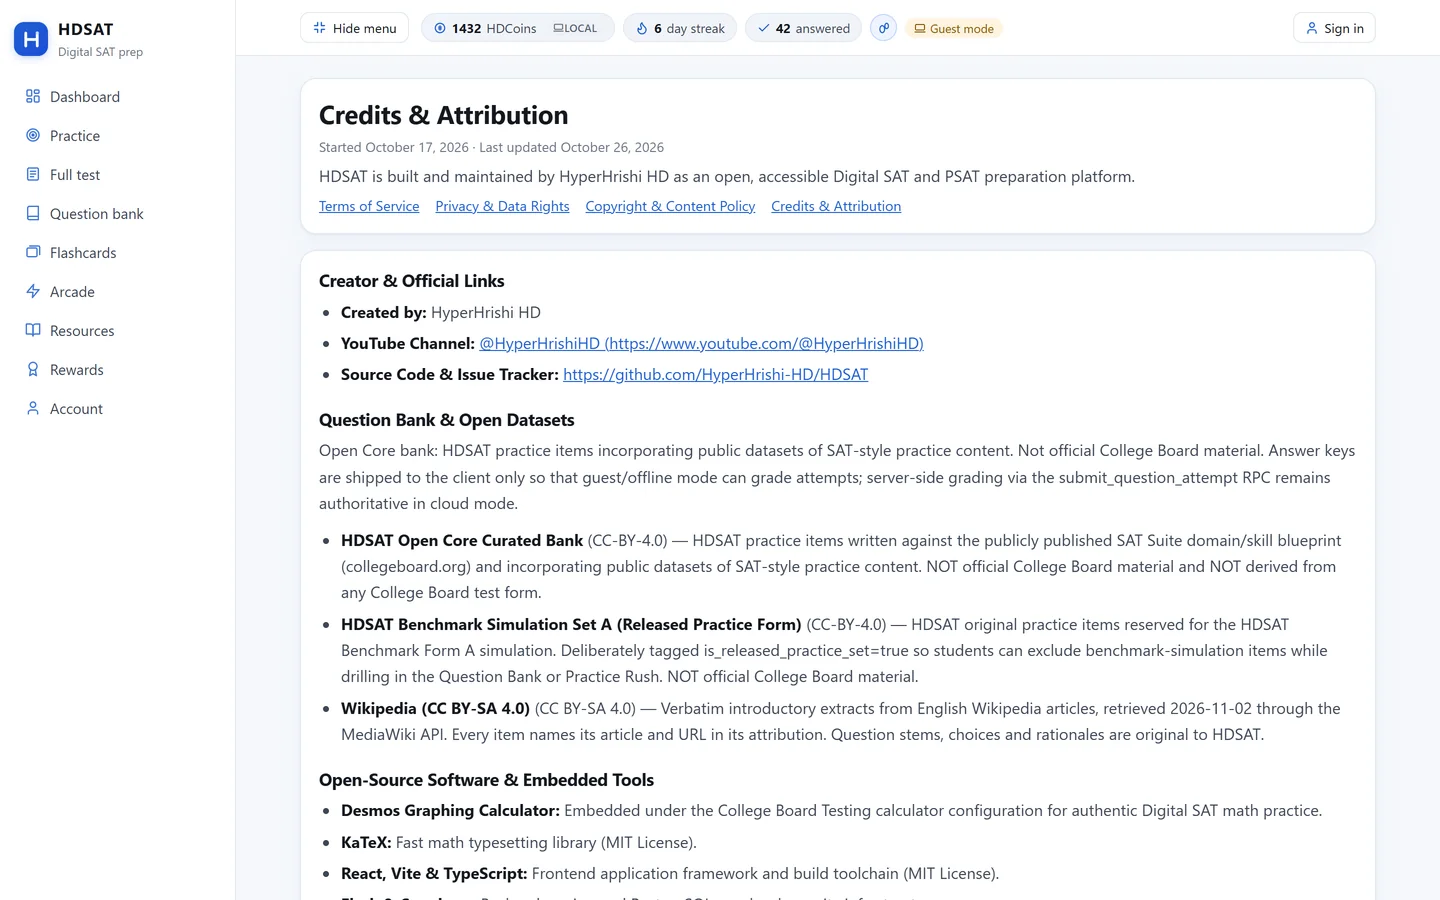 HDSAT
Digital SAT prep
Dashboard
Practice
Full test
Question bank
Flashcards
Arcade
Resources
Rewards
Account
Hide menu
1432 HDCoins LOCAL
6 day streak
42 answered
Guest mode
Sign in
Credits & Attribution
Started October 17, 2026 · Last updated October 26, 2026
HDSAT is built and maintained by HyperHrishi HD as an open, accessible Digital SAT and PSAT preparation platform.
Terms of Service Privacy & Data Rights Copyright & Content Policy Credits & Attribution
Creator & Official Links
Created by: HyperHrishi HD
YouTube Channel: @HyperHrishiHD (https://www.youtube.com/@HyperHrishiHD)
Source Code & Issue Tracker: https://github.com/HyperHrishi-HD/HDSAT
Question Bank & Open Datasets
Open Core bank: HDSAT practice items incorporating public datasets of SAT-style practice content. Not official College Board material. Answer keys
are shipped to the client only so that guest/offline mode can grade attempts; server-side grading via the submit_question_attempt RPC remains
authoritative in cloud mode.
HDSAT Open Core Curated Bank (CC-BY-4.0) — HDSAT practice items written against the publicly published SAT Suite domain/skill blueprint
(collegeboard.org) and incorporating public datasets of SAT-style practice content. NOT official College Board material and NOT derived from
any College Board test form.
HDSAT Benchmark Simulation Set A (Released Practice Form) (CC-BY-4.0) — HDSAT original practice items reserved for the HDSAT
Benchmark Form A simulation. Deliberately tagged is_released_practice_set=true so students can exclude benchmark-simulation items while
drilling in the Question Bank or Practice Rush. NOT official College Board material.
Wikipedia (CC BY-SA 4.0) (CC BY-SA 4.0) — Verbatim introductory extracts from English Wikipedia articles, retrieved 2026-11-02 through the
MediaWiki API. Every item names its article and URL in its attribution. Question stems, choices and rationales are original to HDSAT.
Open-Source Software & Embedded Tools
Desmos Graphing Calculator: Embedded under the College Board Testing calculator configuration for authentic Digital SAT math practice.
KaTeX: Fast math typesetting library (MIT License).
React, Vite & TypeScript: Frontend application framework and build toolchain (MIT License).